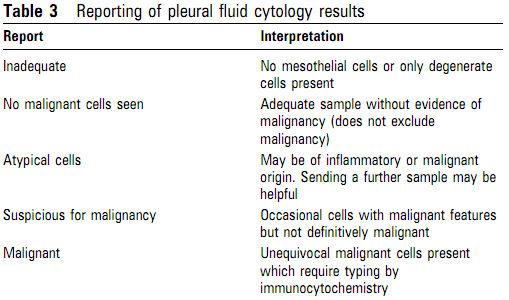 Table 3 Reporting of pleural fluid cytology results
Report Interpretation
Inadequate No mesothelial cells or only degenerate
cells present
No malignant cells seen Adequate sample without evidence of
malignancy (does not exclude
malignancy)
Atypical cells May be of inflammatory or malignant
origin. Sending a further sample may be
helpful
Suspicious for malignancy Occasional cells with malignant features
but not definitively malignant
Malignant Unequivocal malignant cells present
which require typing by
immunocytochemistry